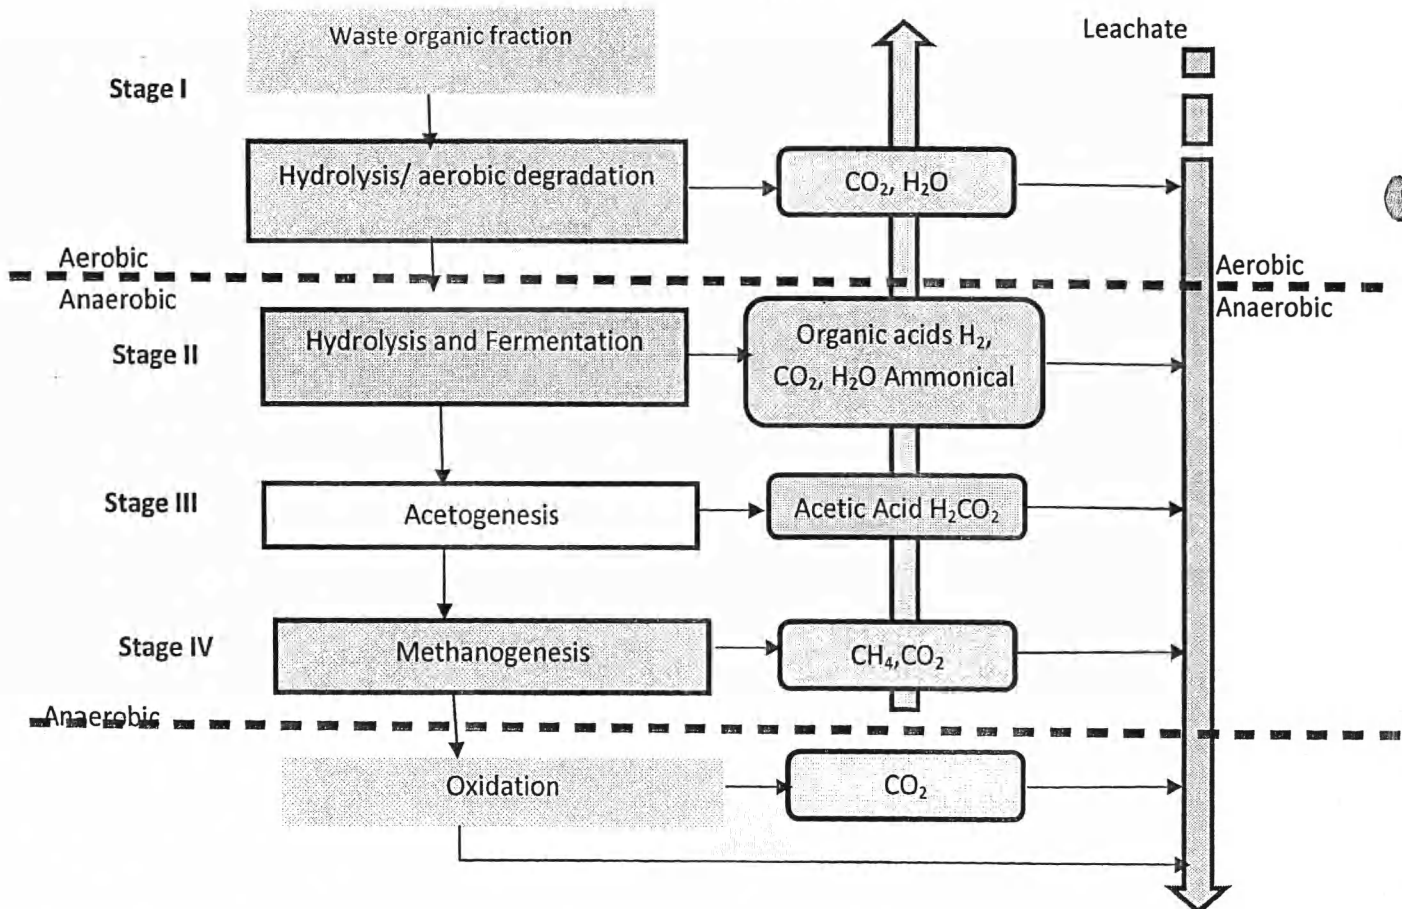 Waste organic fraction
Leachate
Stage I
Hydrolysis/ aerobic degradation
CO₂, H₂O
Aerobic
Aerobic
Anaerobic
Anaerobic
Stage II
Hydrolysis and Fermentation
Organic acids H₂,
CO₂, H₂O Ammonical
Stage III
Acetogenesis
Acetic Acid H₂CO₂
Stage IV
Methanogenesis
CH₄,CO₂
Anaerobic
Oxidation
CO₂